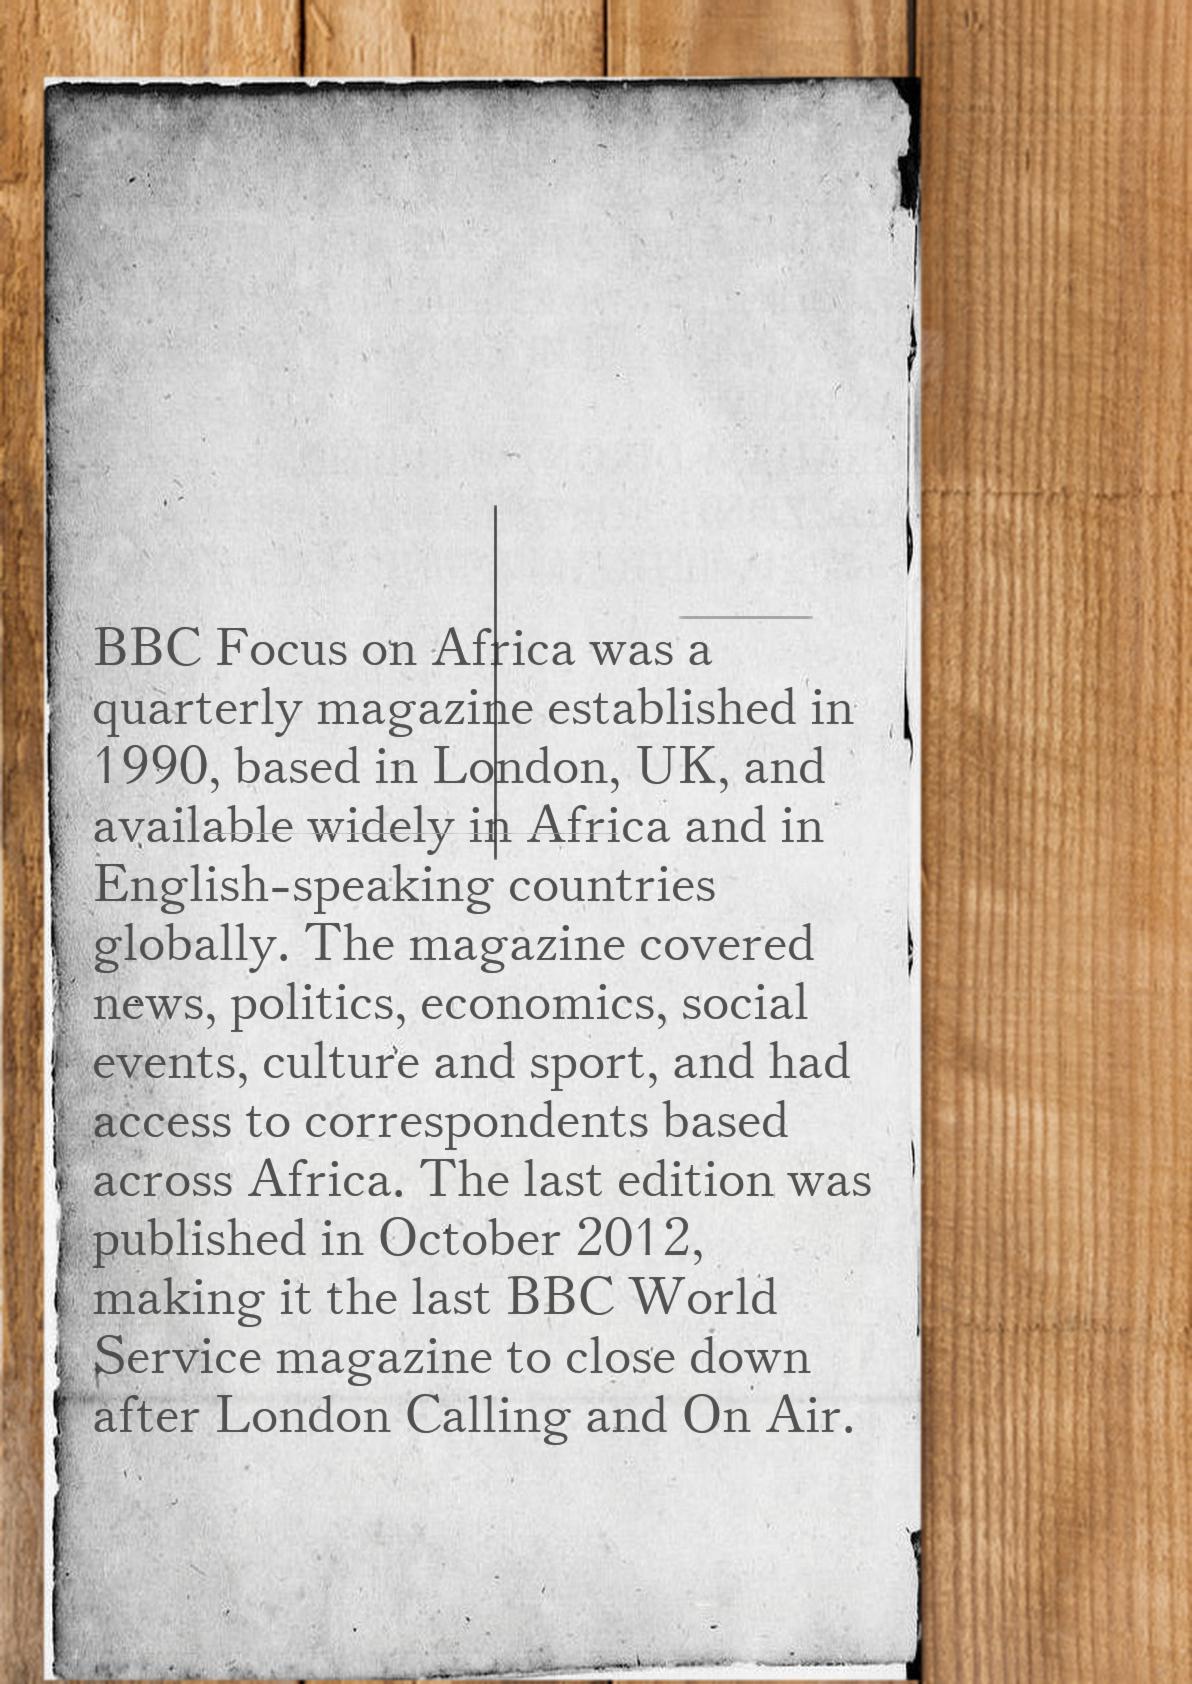 BBC Focus on Africa was a
quarterly magazine established in
1990, based in London, UK, and
available widely in Africa and in
English-speaking countries
globally. The magazine covered
news, politics, economics, social
events, culture and sport, and had
access to correspondents based
across Africa. The last edition was
published in October 2012,
making it the last BBC World
Service magazine to close down
after London Calling and On Air.